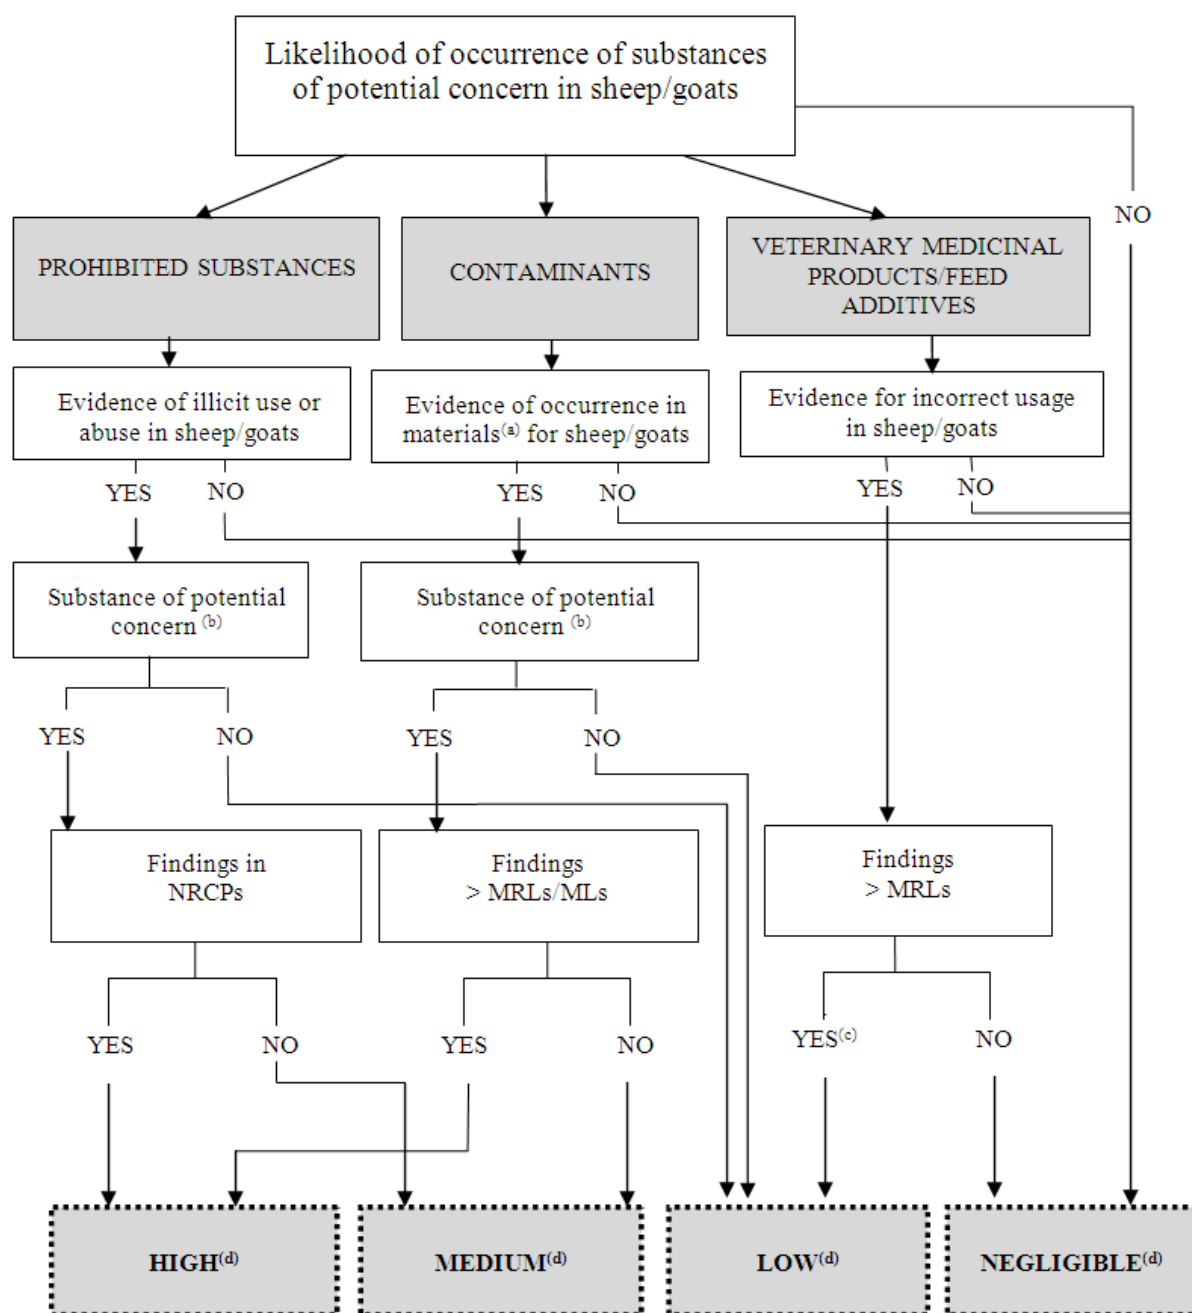 Likelihood of occurrence of substances
of potential concern in sheep/goats
NO
PROHIBITED SUBSTANCES
CONTAMINANTS
VETERINARY MEDICINAL
PRODUCTS/FEED
ADDITIVES
Evidence of illicit use or
abuse in sheep/goats
Evidence of occurrence in
materials(a) for sheep/goats
Evidence for incorrect usage
in sheep/goats
YES
NO
YES
NO
YES
NO
Substance of potential
concern (b)
Substance of potential
concern (b)
YES
NO
YES
NO
Findings in
NRCPs
Findings
> MRLs/MLs
Findings
> MRLs
YES
NO
YES
NO
YES(c)
NO
HIGH(d)
MEDIUM(d)
LOW(d)
NEGLIGIBLE(d)